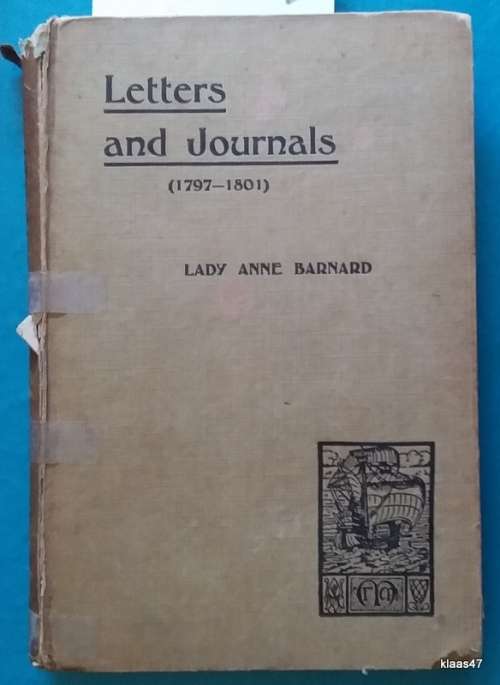 Letters
and Journals
(1797—1801)
LADY ANNE BARNARD
klaas47